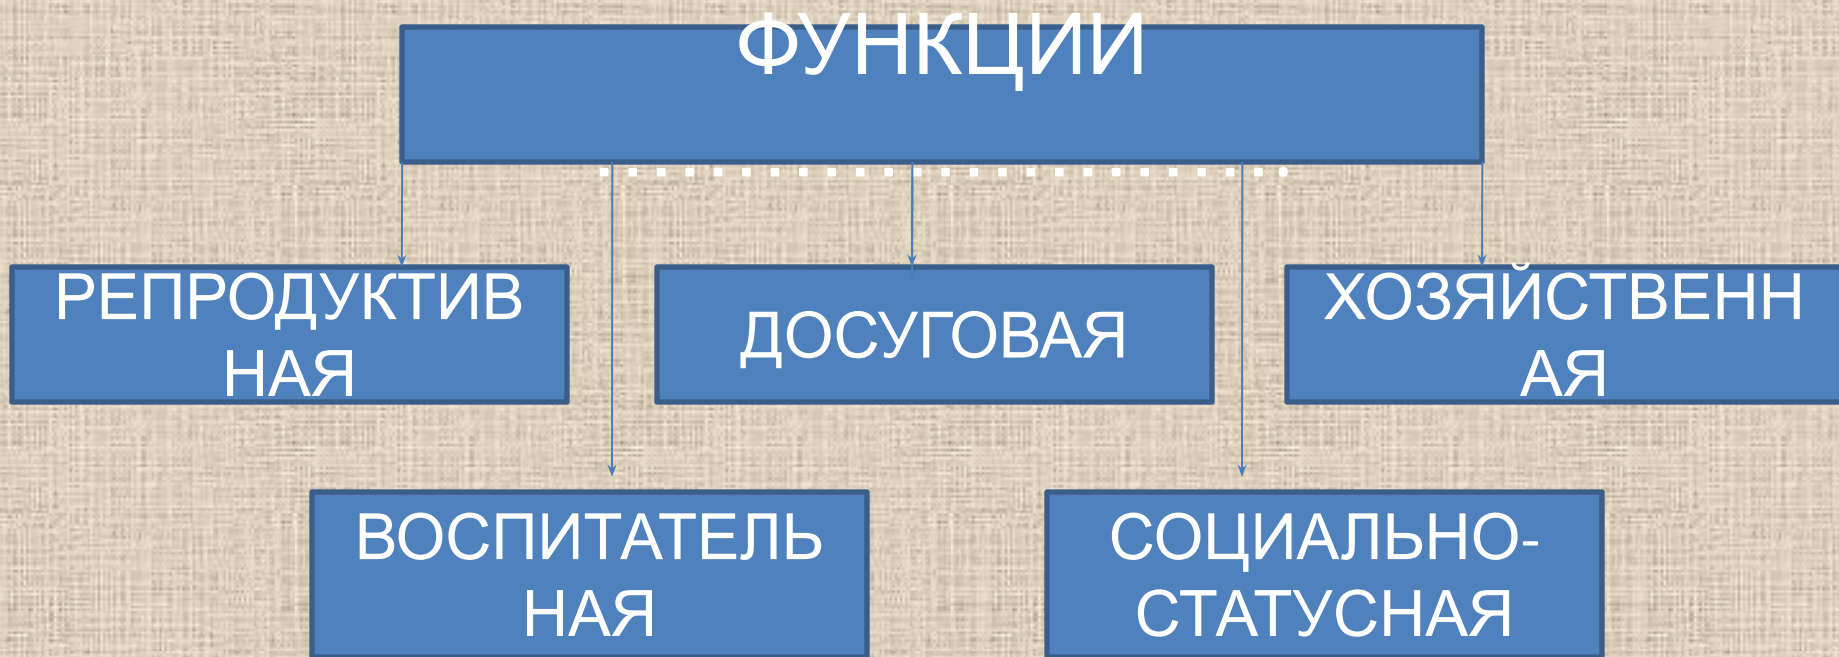 ФУНКЦИИ
......................…
РЕПРОДУКТИВ
НАЯ
ДОСУГОВАЯ
ХОЗЯЙСТВЕНН
АЯ
ВОСПИТАТЕЛЬ
НАЯ
СОЦИАЛЬНО-
СТАТУСНАЯ